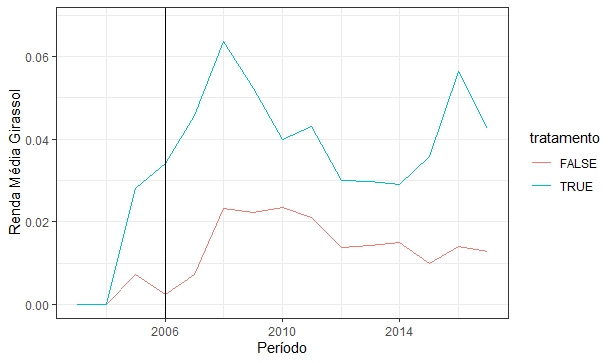 0.06
0.04
0.02
0.00
Renda Média Girassol
2006
2010
2014
Período
tratamento
FALSE
TRUE